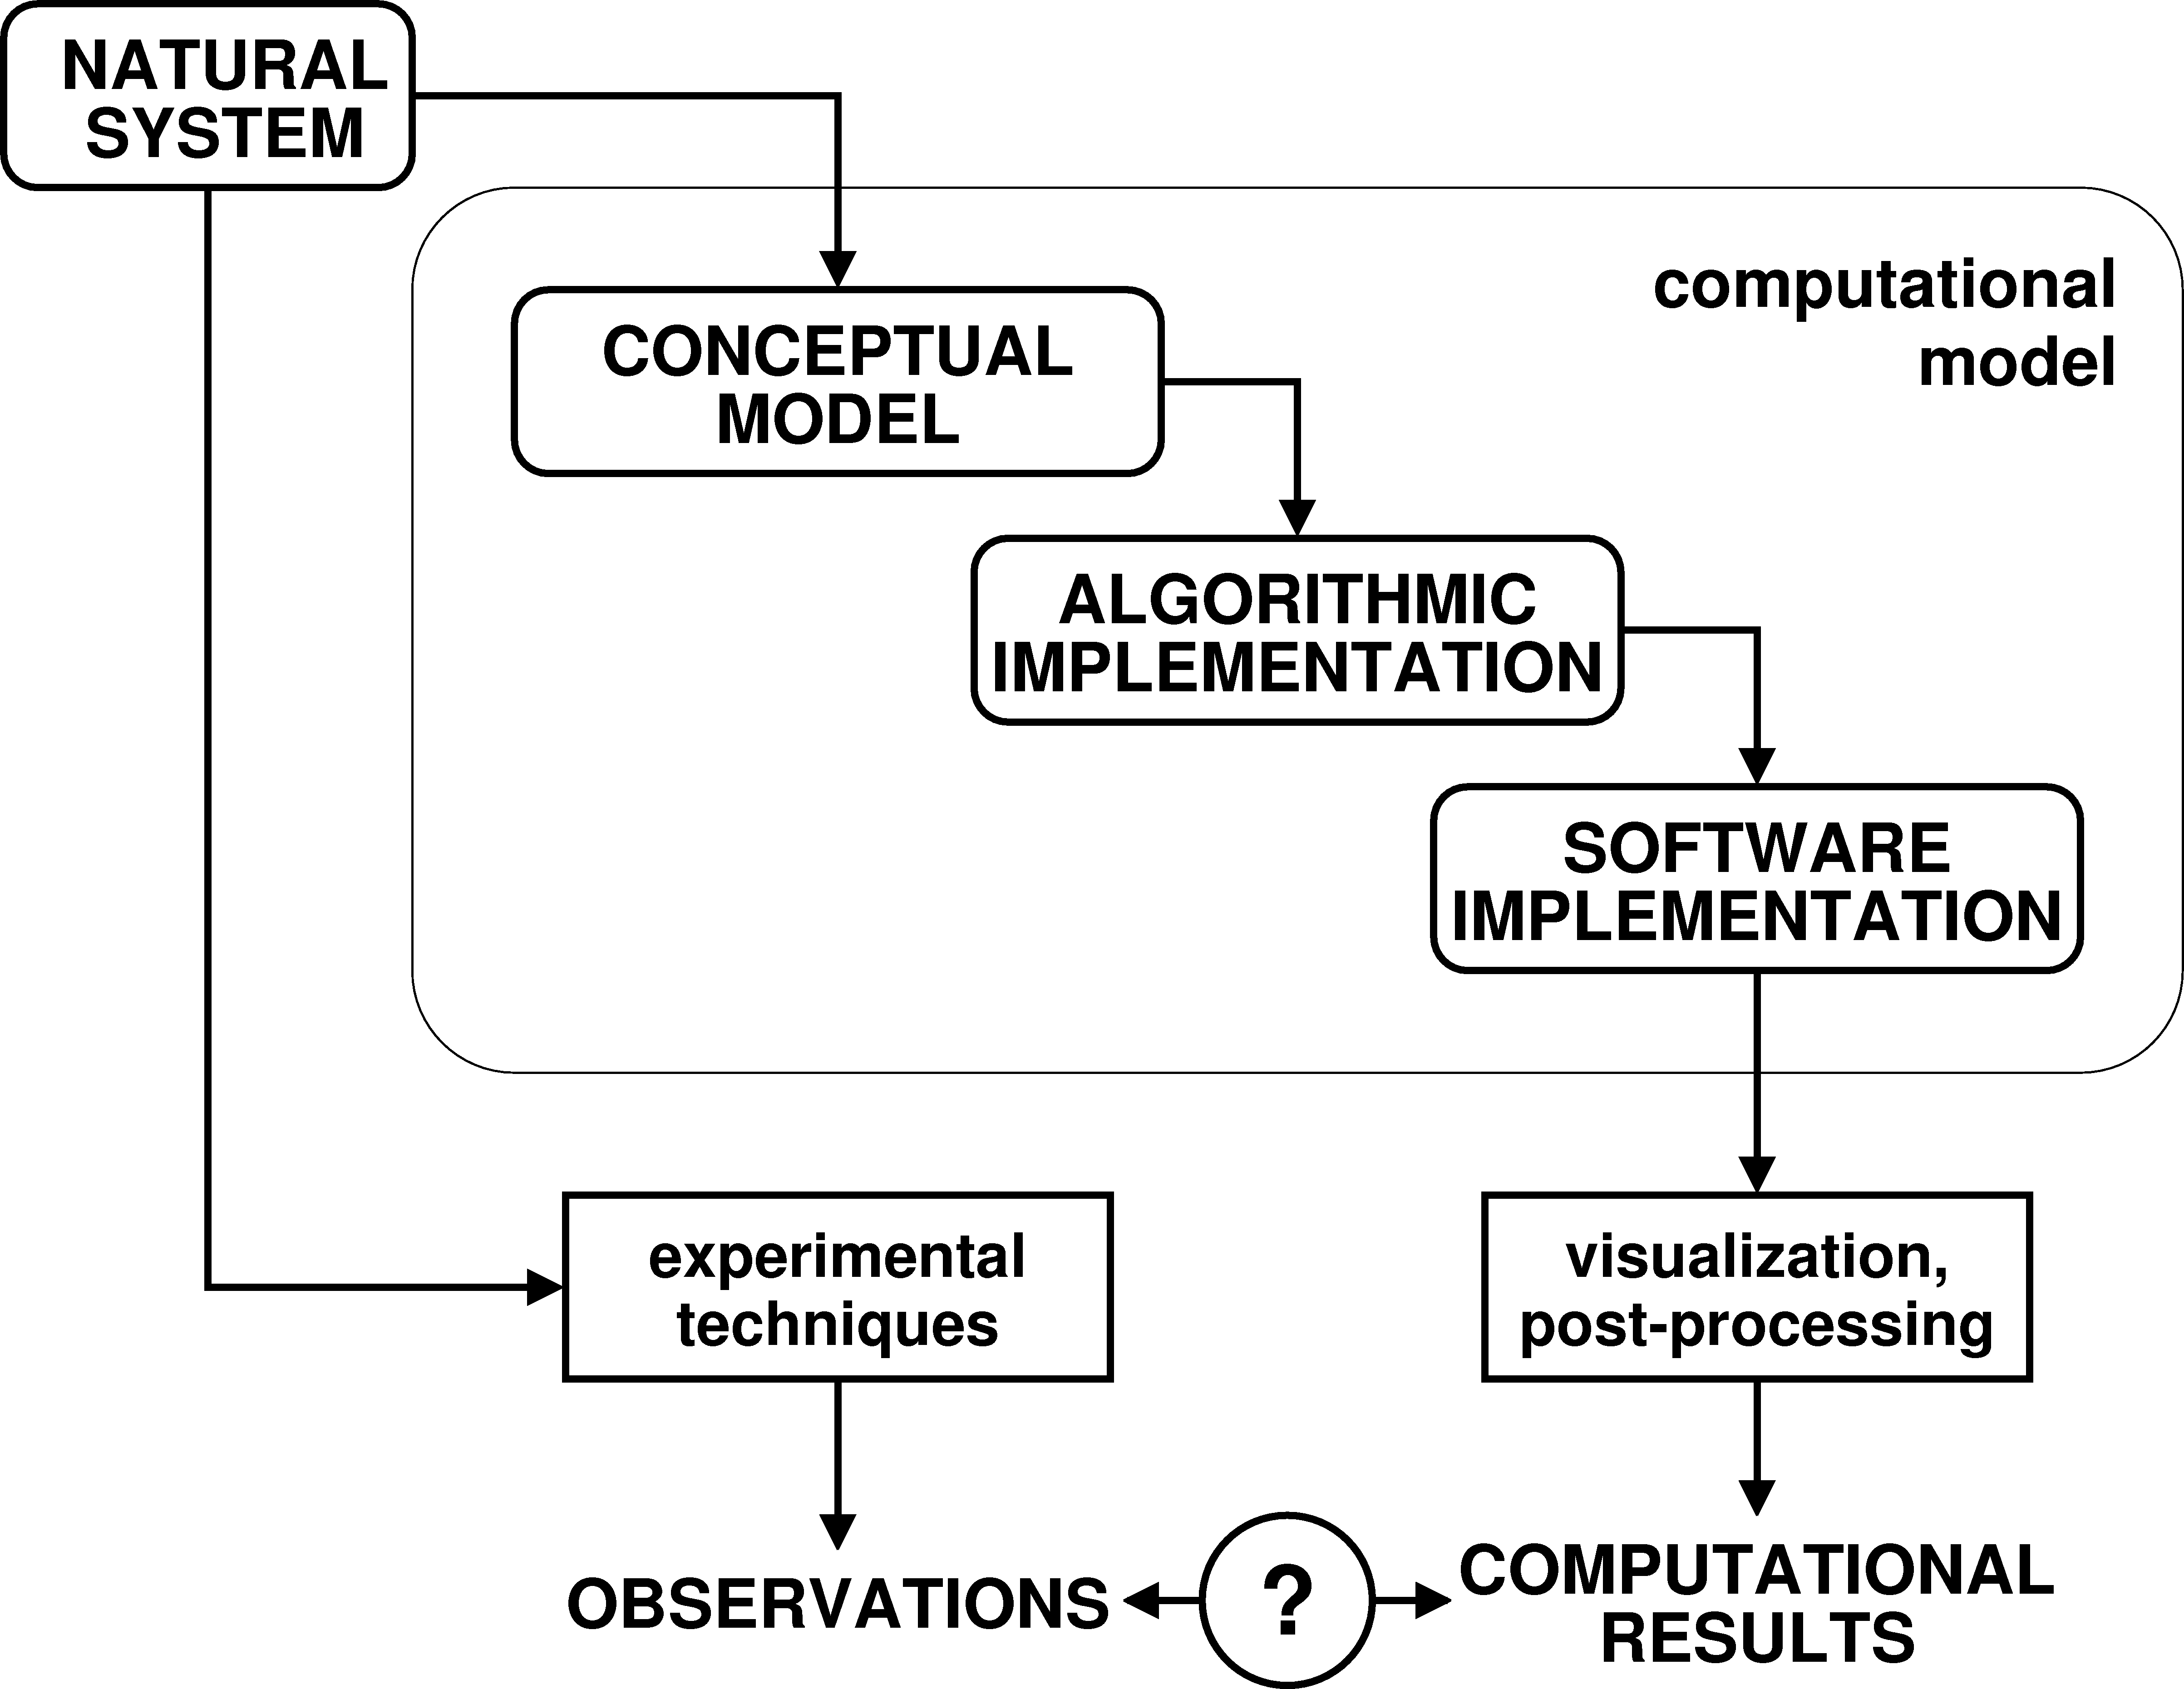 NATURAL
SYSTEM
computational
model
CONCEPTUAL
MODEL
ALGORITHMIC
IMPLEMENTATION
SOFTWARE
IMPLEMENTATION
experimental
techniques
visualization,
post-processing
OBSERVATIONS
?
COMPUTATIONAL
RESULTS